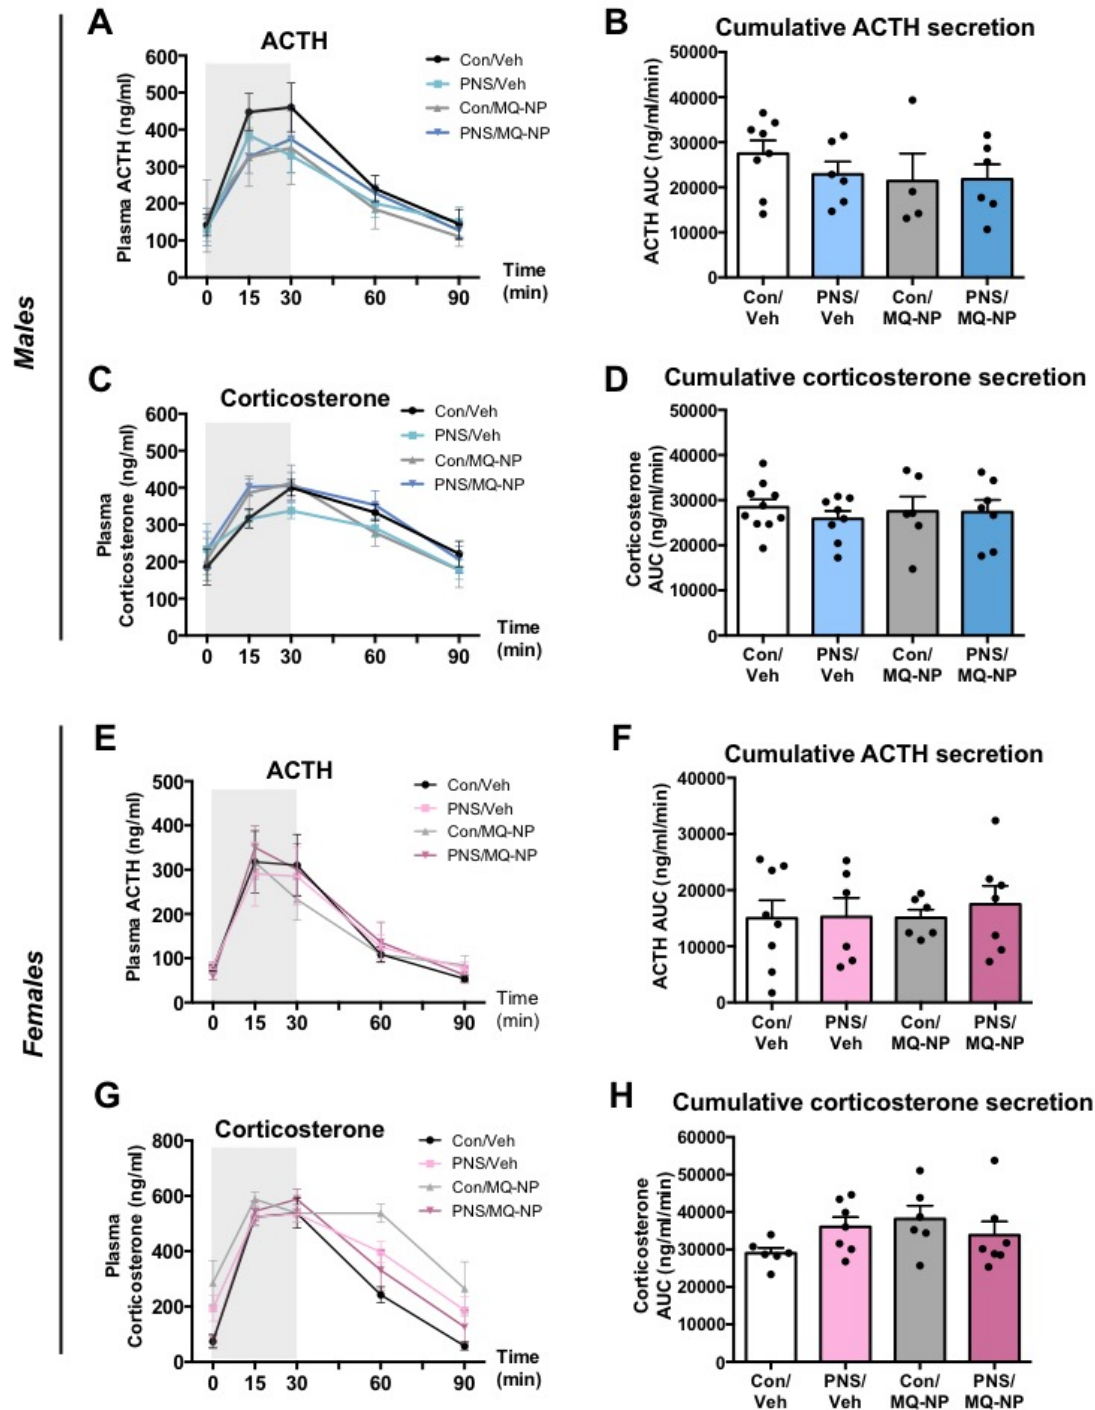 Males
A
ACTH
Plasma ACTH (ng/ml)
600
500
400
300
200
100
0
0 15 30 60 90
Time
(min)
Con/Veh
PNS/Veh
Con/MQ-NP
PNS/MQ-NP
B
Cumulative ACTH secretion
ACTH AUC (ng/ml/min)
50000
40000
30000
20000
10000
0
Con/ PNS/ Con/ PNS/
Veh Veh MQ-NP MQ-NP
C
Corticosterone
Plasma
Corticosterone (ng/ml)
600
500
400
300
200
100
0
0 15 30 60 90
Time
(min)
Con/Veh
PNS/Veh
Con/MQ-NP
PNS/MQ-NP
D
Cumulative corticosterone secretion
Corticosterone
AUC (ng/ml/min)
50000
40000
30000
20000
10000
0
Con/ PNS/ Con/ PNS/
Veh Veh MQ-NP MQ-NP
Females
E
ACTH
Plasma ACTH (ng/ml)
500
400
300
200
100
0
0 15 30 60 90
Time
(min)
Con/Veh
PNS/Veh
Con/MQ-NP
PNS/MQ-NP
F
Cumulative ACTH secretion
ACTH AUC (ng/ml/min)
40000
30000
20000
10000
0
Con/ PNS/ Con/ PNS/
Veh Veh MQ-NP MQ-NP
G
Corticosterone
Plasma
Corticosterone (ng/ml)
800
600
400
200
0
0 15 30 60 90
Time
(min)
Con/Veh
PNS/Veh
Con/MQ-NP
PNS/MQ-NP
H
Cumulative corticosterone secretion
Corticosterone
AUC (ng/ml/min)
60000
50000
40000
30000
20000
10000
0
Con/ PNS/ Con/ PNS/
Veh Veh MQ-NP MQ-NP